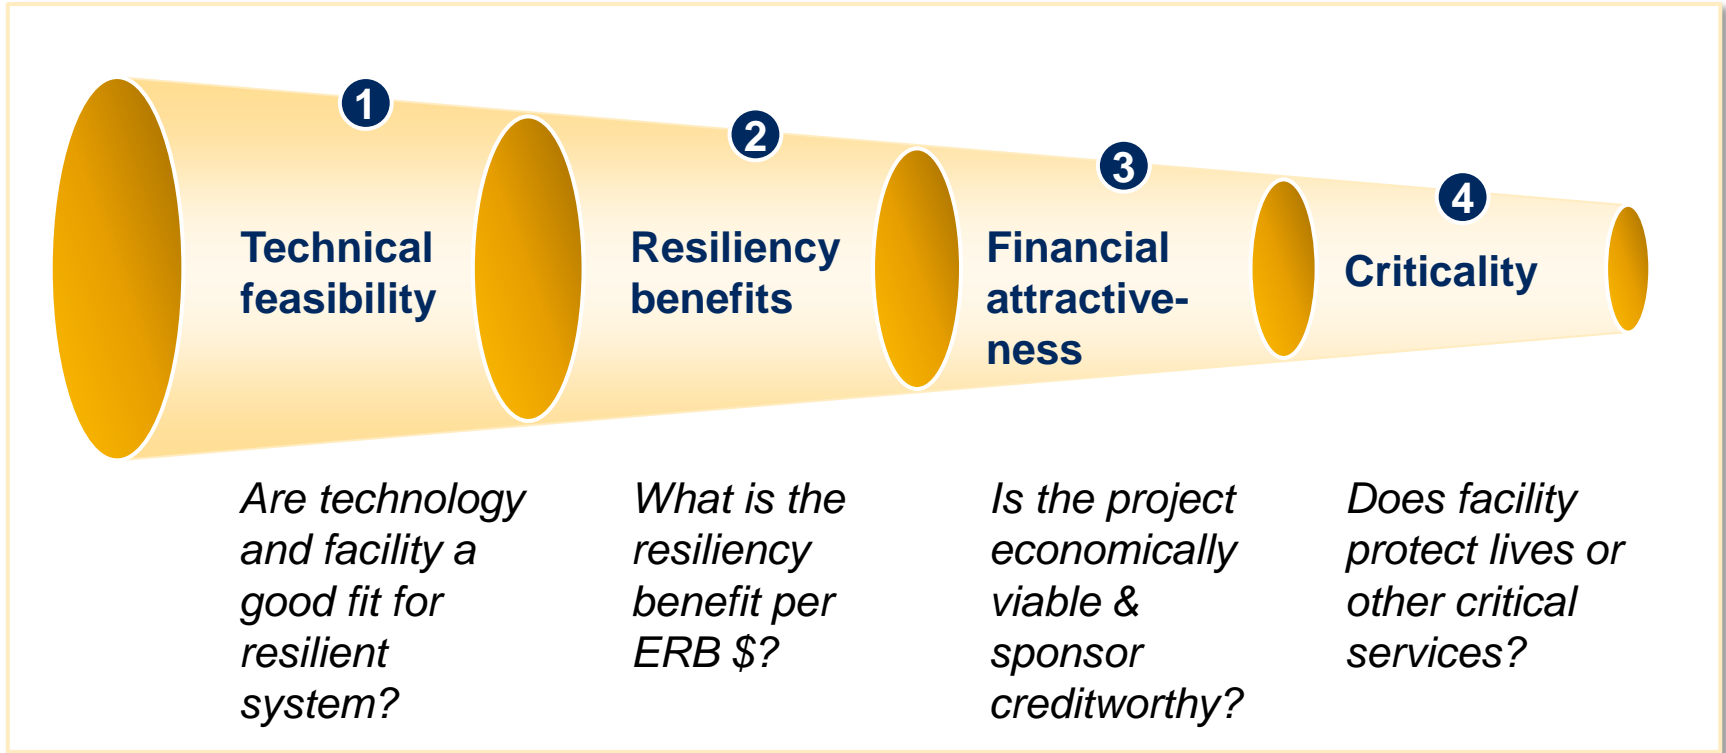 1
Technical
feasibility
Are technology
and facility a
good fit for
resilient
system?
2
Resiliency
benefits
What is the
resiliency
benefit per
ERB $?
3
Financial
attractive-
ness
Is the project
economically
viable &
sponsor
creditworthy?
4
Criticality
Does facility
protect lives or
other critical
services?